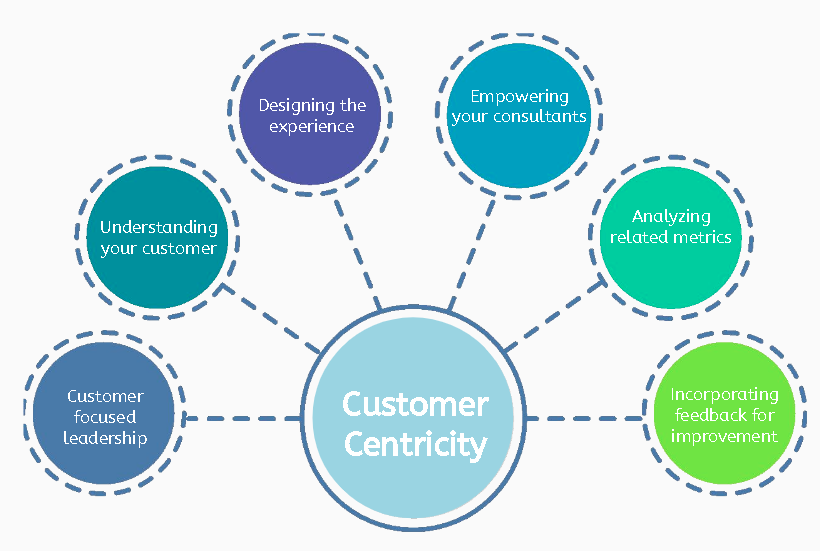 Designing the
experience
Empowering
your consultants
Understanding
your customer
Analyzing
related metrics
Customer
focused
leadership
Customer
Centricity
Incorporating
feedback for
improvement